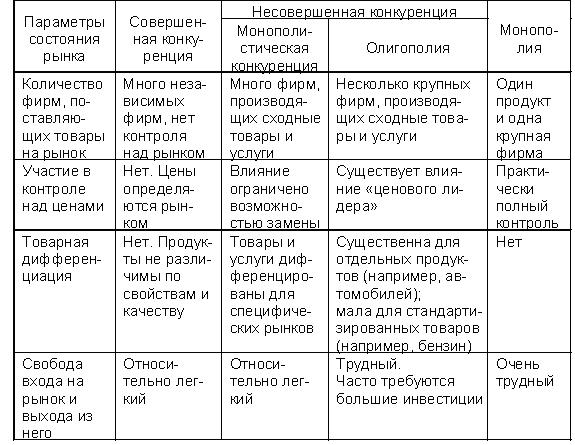 Параметры
состояния
рынка
Совершен-
ная конку-
ренция
Несовершенная конкуренция
Монополи-
стическая
конкуренция
Олигополия
Монопо-
лия
Количество
фирм, по-
ставляю-
щих товары
на рынок
Много неза-
висимых
фирм, нет
контроля
над рынком
Много фирм,
производя-
щих сходные
товары и
услуги
Несколько крупных
фирм, производя-
щих сходные това-
ры и услуги
Один
продукт
и одна
крупная
фирма
Участие в
контроле
над ценами
Нет. Цены
определя-
ются рын-
ком
Влияние
ограничено
возможно-
стью замены
Существует влия-
ние «ценового ли-
дера»
Практи-
чески
полный
контроль
Товарная
дифферен-
циация
Нет. Продук-
ты не разли-
чимы по
свойствам и
качеству
Товары и
услуги диф-
ференциро-
ваны для
специфиче-
ских рынков
Существенна для
отдельных продук-
тов (например, ав-
томобилей);
мала для стандарти-
зированных товаров
(например, бензин)
Нет
Свобода
входа на
рынок и
выхода из
него
Относи-
тельно лег-
кий
Относи-
тельно лег-
кий
Трудный.
Часто требуются
большие инвестиции
Очень
трудный